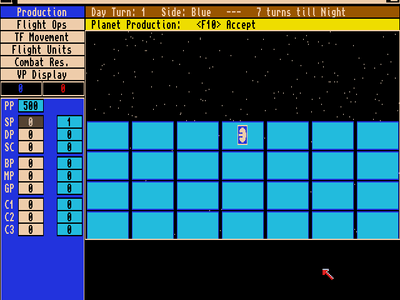 Production
Day Turn: 1 Side: Blue --- 7 turns till Night
Flight Ops
Planet Production: <F10> Accept
TF Movement
Flight Units
Combat Res.
VP Display
0 0
PP 500
SP 0 1
DP 0 0
SC 0 0
BP 0 0
MP 0 0
GP 0 0
C1 0 0
C2 0 0
C3 0 0